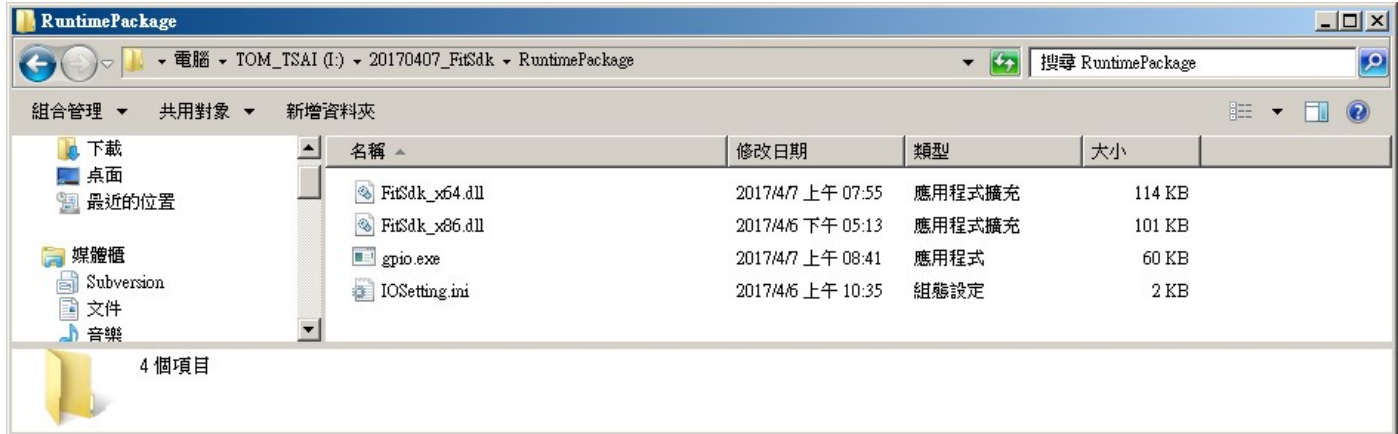 RuntimePackage
電腦 TOM_TSAI (I:) 20170407_FitSdk RuntimePackage 搜尋 RuntimePackage
組合管理 共用對象 新增資料夾
下載
桌面
最近的位置
媒體櫃
Subversion
文件
音樂
名稱 修改日期 類型 大小
FitSdk_x64.dll 2017/4/7 上午 07:55 應用程式擴充 114 KB
FitSdk_x86.dll 2017/4/6 下午 05:13 應用程式擴充 101 KB
gpio.exe 2017/4/7 上午 08:41 應用程式 60 KB
IOSetting.ini 2017/4/6 上午 10:35 組態設定 2 KB
4 個項目